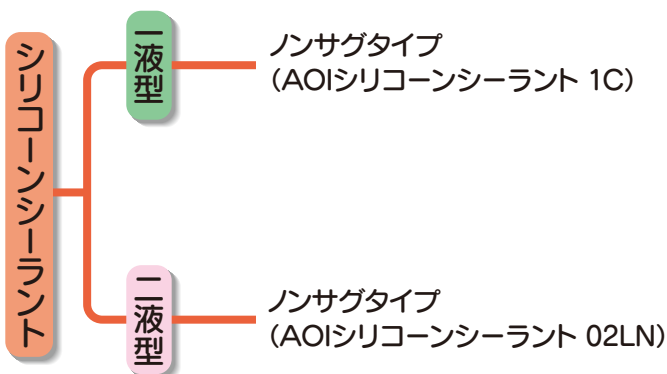 シリコーンシーラント
一液型
ノンサグタイプ
（AOIシリコーンシーラント 1C）
二液型
ノンサグタイプ
（AOIシリコーンシーラント 02LN）